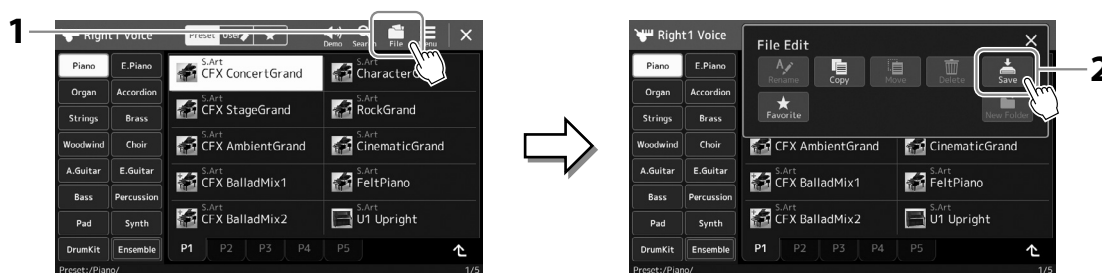 1
Right1 Voice Preset User ★
Demo Search File Menu ×
Piano E.Piano
Organ Accordion
Strings Brass
Woodwind Choir
A.Guitar E.Guitar
Bass Percussion
Pad Synth
DrumKit Ensemble
S.Art
CFX ConcertGrand
S.Art
Character
S.Art
CFX StageGrand
S.Art
RockGrand
S.Art
CFX AmbientGrand
S.Art
CinematicGrand
S.Art
CFX BalladMix1
S.Art
FeltPiano
S.Art
CFX BalladMix2
S.Art
U1 Upright
P1 P2 P3 P4 P5
Preset:/Piano/ 1/5
2
Right1 Voice
File Edit ×
Rename Copy Move Delete Save
Favorite New Folder
Piano E.Piano
Organ Accordion
Strings Brass
Woodwind Choir
A.Guitar E.Guitar
Bass Percussion
Pad Synth
DrumKit Ensemble
CFX AmbientGrand
CinematicGrand
S.Art
CFX BalladMix1
S.Art
FeltPiano
S.Art
CFX BalladMix2
S.Art
U1 Upright
P1 P2 P3 P4 P5
Preset:/Piano/ 1/5